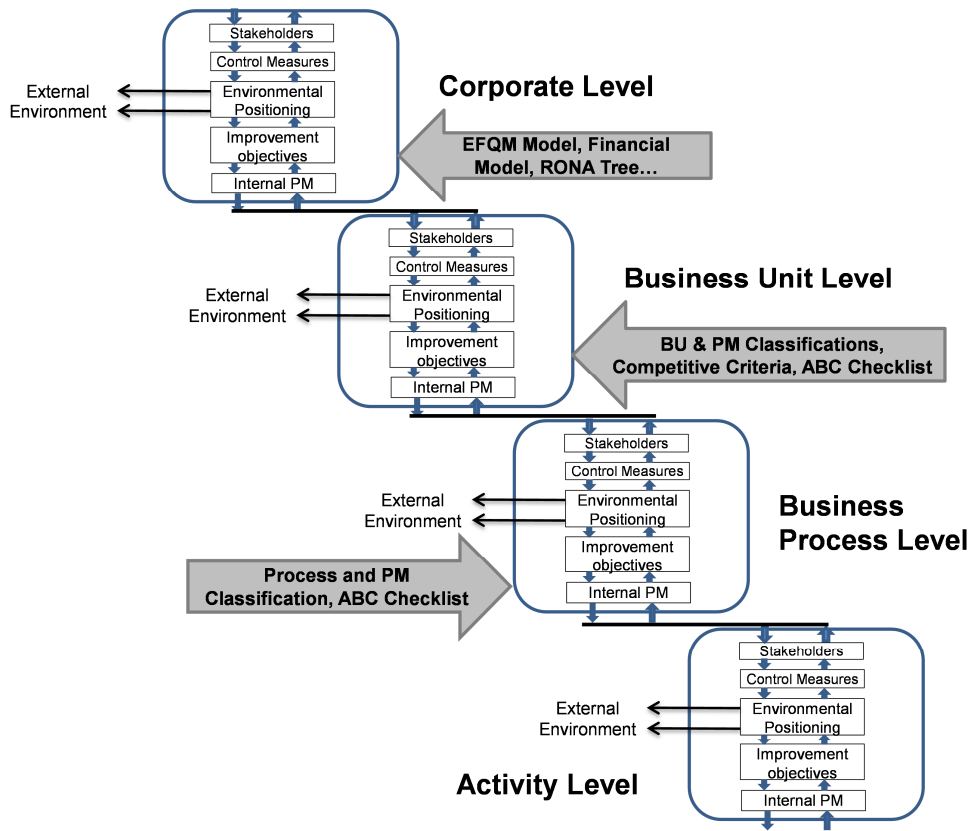 Stakeholders
Control Measures
External
Environment
Environmental
Positioning
Improvement
objectives
Internal PM
Corporate Level
EFQM Model, Financial
Model, RONA Tree...
Stakeholders
Control Measures
External
Environment
Environmental
Positioning
Improvement
objectives
Internal PM
Business Unit Level
BU & PM Classifications,
Competitive Criteria, ABC Checklist
Stakeholders
Control Measures
External
Environment
Environmental
Positioning
Improvement
objectives
Internal PM
Business
Process Level
Process and PM
Classification, ABC Checklist
Stakeholders
Control Measures
External
Environment
Environmental
Positioning
Improvement
objectives
Internal PM
Activity Level